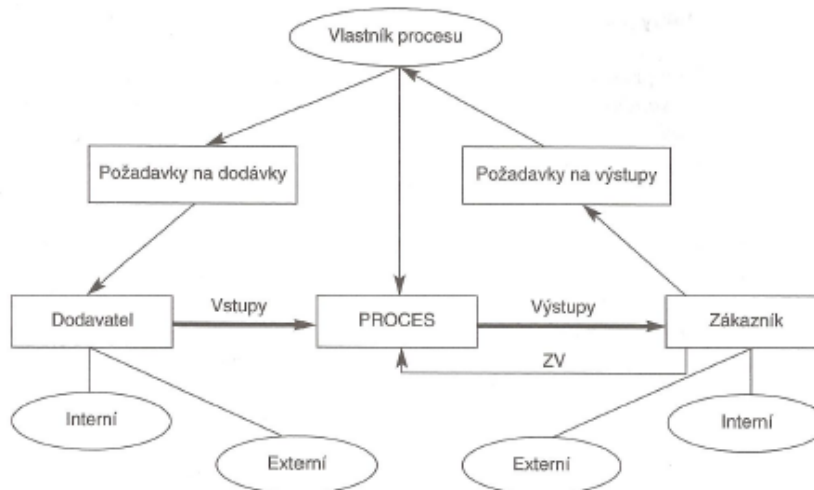 Vlastník procesu
Požadavky na dodávky
Požadavky na výstupy
Vstupy
Výstupy
Dodavatel
PROCES
Zákazník
ZV
Interní
Interní
Externí
Externí